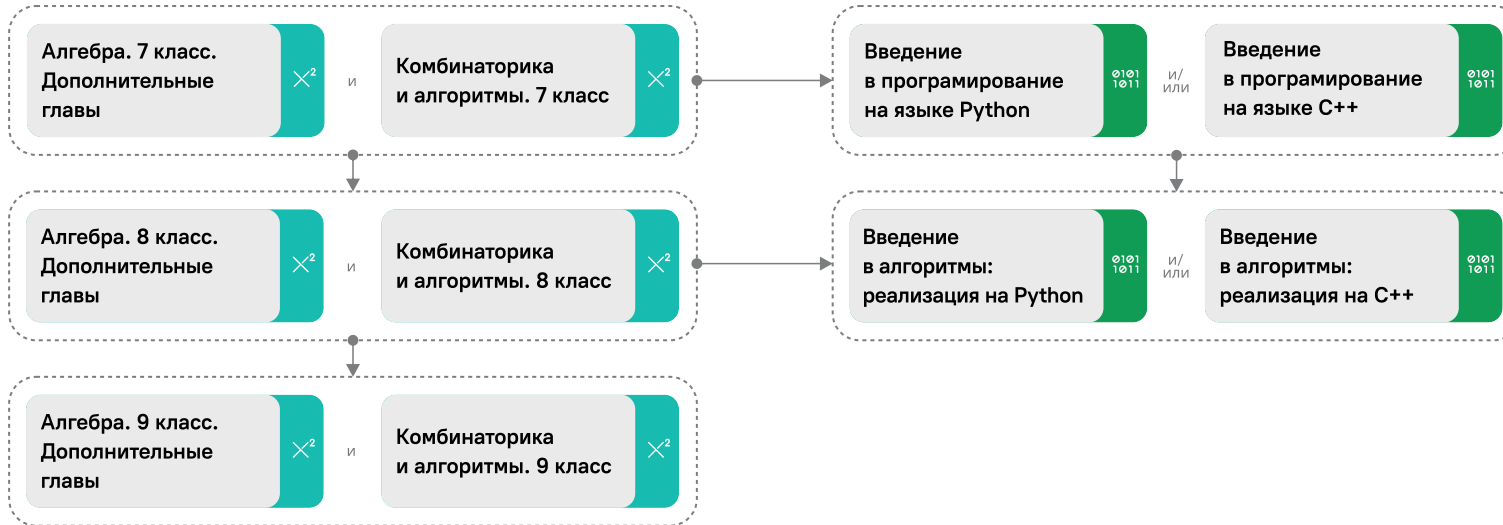 Алгебра. 7 класс.
Дополнительные
главы
X²
и
Комбинаторика
и алгоритмы. 7 класс
X²
Введение
в програмирование
на языке Python
0101
1011
и/
или
Введение
в програмирование
на языке C++
0101
1011
Алгебра. 8 класс.
Дополнительные
главы
X²
и
Комбинаторика
и алгоритмы. 8 класс
X²
Введение
в алгоритмы:
реализация на Python
0101
1011
и/
или
Введение
в алгоритмы:
реализация на C++
0101
1011
Алгебра. 9 класс.
Дополнительные
главы
X²
и
Комбинаторика
и алгоритмы. 9 класс
X²